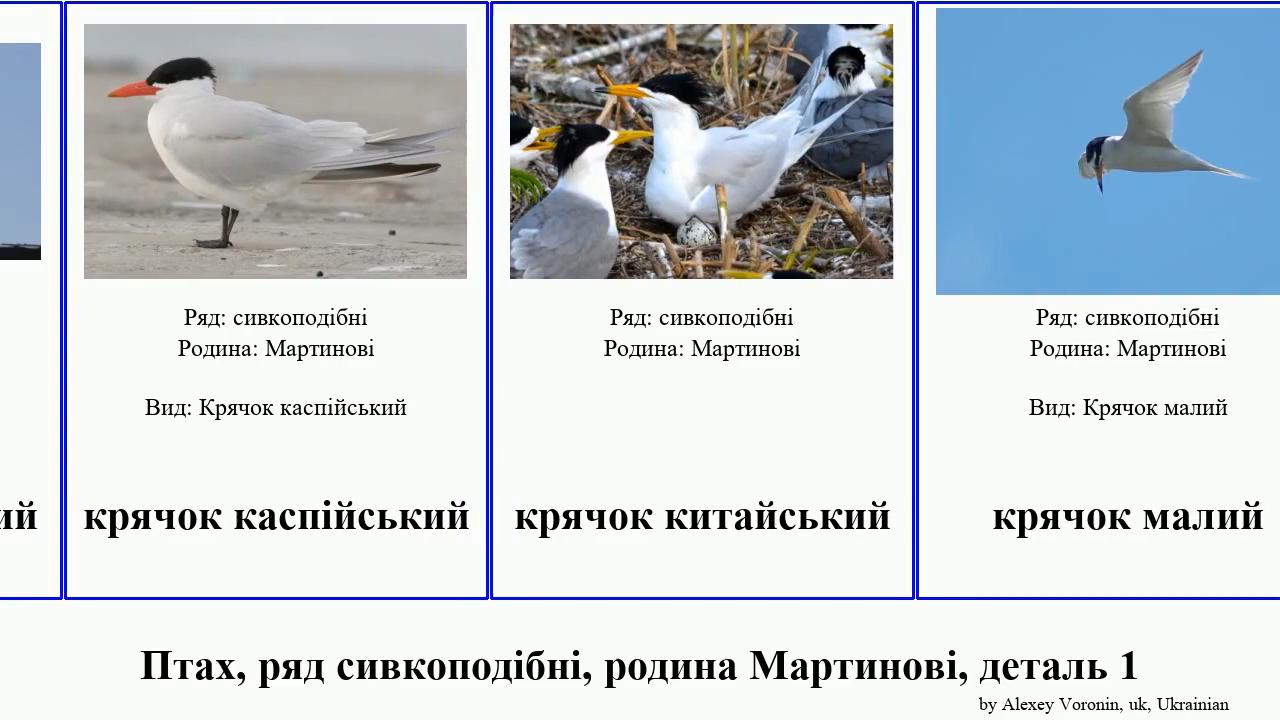 ий
Ряд: сивкоподібні
Родина: Мартинові
Вид: Крячок каспійський
крячок каспійський
Ряд: сивкоподібні
Родина: Мартинові
крячок китайський
Ряд: сивкоподібні
Родина: Мартинові
Вид: Крячок малий
крячок малий
Птах, ряд сивкоподібні, родина Мартинові, деталь 1
by Alexey Voronin, uk, Ukrainian